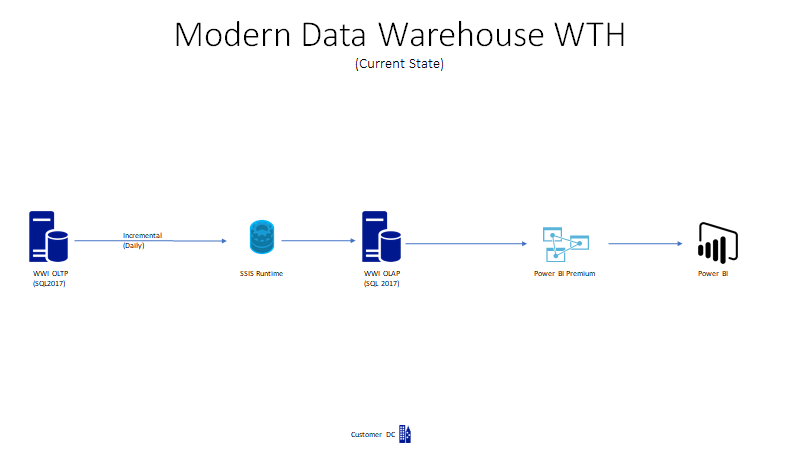 Modern Data Warehouse WTH
(Current State)
Incremental
(Daily)
WWI OLTP
(SQL2017)
SSIS Runtime
WWI OLAP
(SQL 2017)
Power BI Premium
Power BI
Customer DC